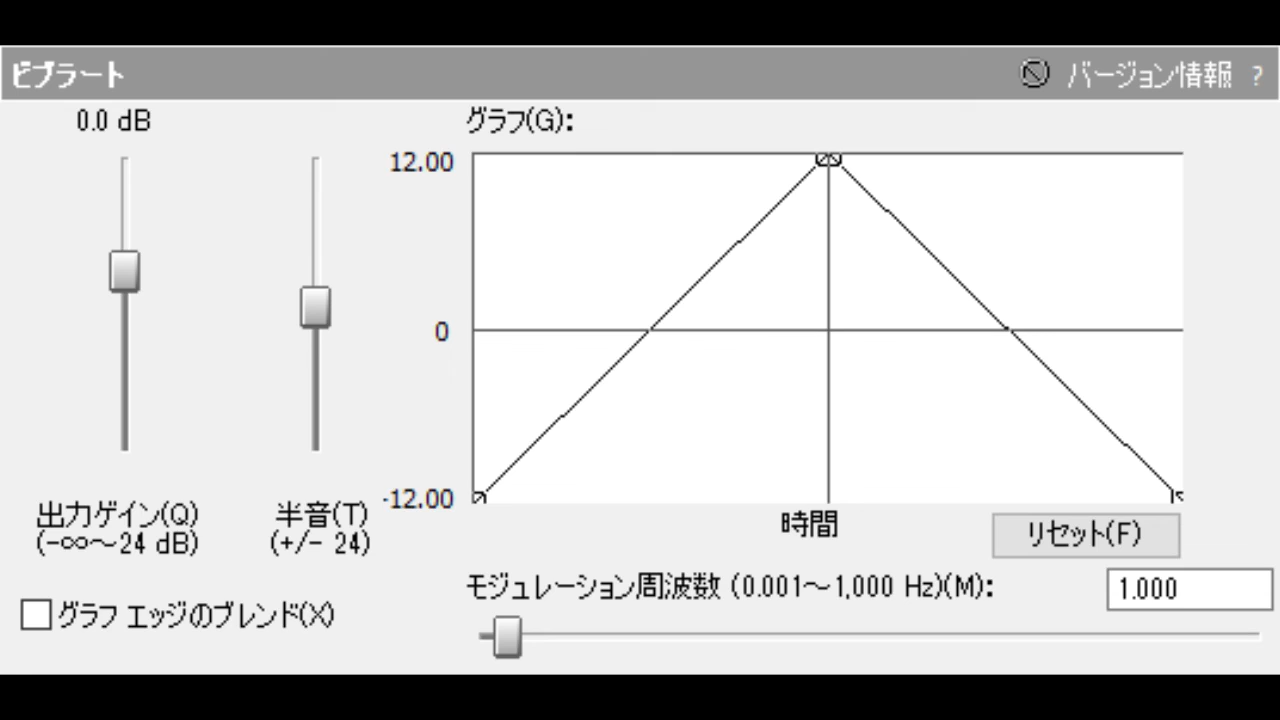 ビブラート
バージョン情報 ?
0.0 dB
グラフ(G):
12.00
0
-12.00
出力ゲイン(Q)
(-∞～24 dB)
半音(T)
(+/- 24)
時間
リセット(F)
モジュレーション周波数 (0.001～1,000 Hz)(M):
1.000
グラフ エッジのブレンド(X)